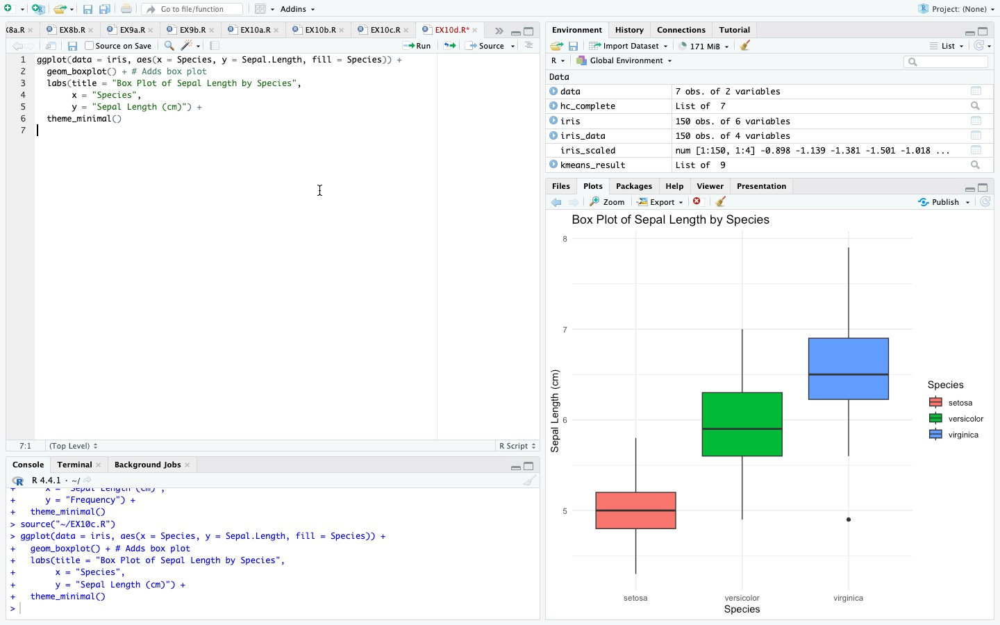 Go to file/function
Addins
Project: (None)
X8a.R
EX8b.R
EX9a.R
EX9b.R
EX10a.R
EX10b.R
EX10c.R
EX10d.R*
Source on Save
Run
Source
1 ggplot(data = iris, aes(x = Species, y = Sepal.Length, fill = Species)) +
2 geom_boxplot() + # Adds box plot
3 labs(title = "Box Plot of Sepal Length by Species",
4 x = "Species",
5 y = "Sepal Length (cm)") +
6 theme_minimal()
7
7:1
(Top Level)
R Script
Console
Terminal
Background Jobs
R 4.4.1 · ~/
+ x = "Sepal Length (cm)",
+ y = "Frequency") +
+ theme_minimal()
> source("~/EX10c.R")
> ggplot(data = iris, aes(x = Species, y = Sepal.Length, fill = Species)) +
+ geom_boxplot() + # Adds box plot
+ labs(title = "Box Plot of Sepal Length by Species",
+ x = "Species",
+ y = "Sepal Length (cm)") +
+ theme_minimal()
>
Environment
History
Connections
Tutorial
Import Dataset
171 MiB
List
R
Global Environment
Data
data 7 obs. of 2 variables
hc_complete List of 7
iris 150 obs. of 6 variables
iris_data 150 obs. of 4 variables
iris_scaled num [1:150, 1:4] -0.898 -1.139 -1.381 -1.501 -1.018 ...
kmeans_result List of 9
Files
Plots
Packages
Help
Viewer
Presentation
Zoom
Export
Publish
Box Plot of Sepal Length by Species
8
7
6
5
Sepal Length (cm)
setosa
versicolor
virginica
Species
Species
setosa
versicolor
virginica